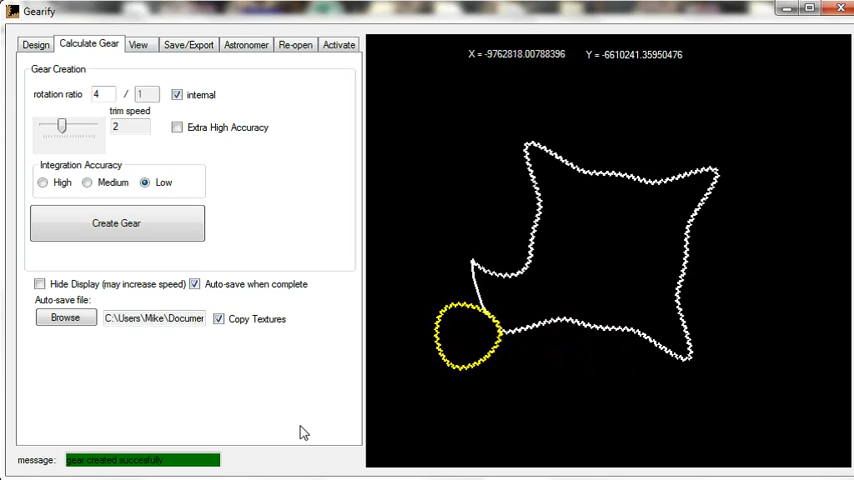 Gearify
Design Calculate Gear View Save/Export Astronomer Re-open Activate
X = -9762818.00788396 Y = -6610241.35950476
Gear Creation
rotation ratio 4 / 1 internal
trim speed
2 Extra High Accuracy
Integration Accuracy
High Medium Low
Create Gear
Hide Display (may increase speed) Auto-save when complete
Auto-save file:
Browse C:\Users\Mike\Documer Copy Textures
message: gear created succesfully